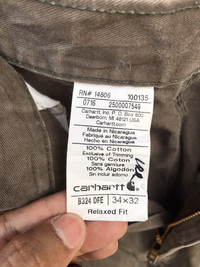 RN# 14806 100135
0716 2500007549
Carhartt, Inc. P.O. Box 600
Dearborn, MI 48121 USA
Carhartt.com
Made in Nicaragua
Fabriqué au Nicaragua
Hecho en Nicaragua
100% Cotton
Exclusive of Trimming
100% Coton
Sans garniture
100% Algodón
Sin incluir adorno
carhartt
B324 DFE 34x32
Relaxed Fit